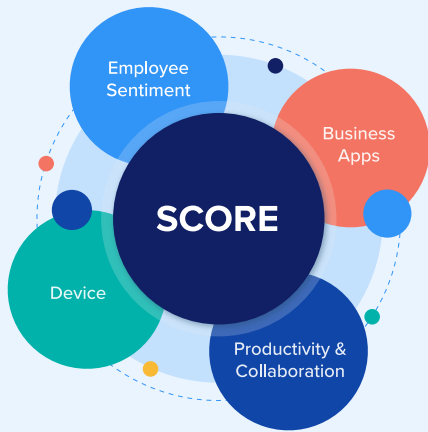 Employee
Sentiment
Business
Apps
SCORE
Device
Productivity &
Collaboration